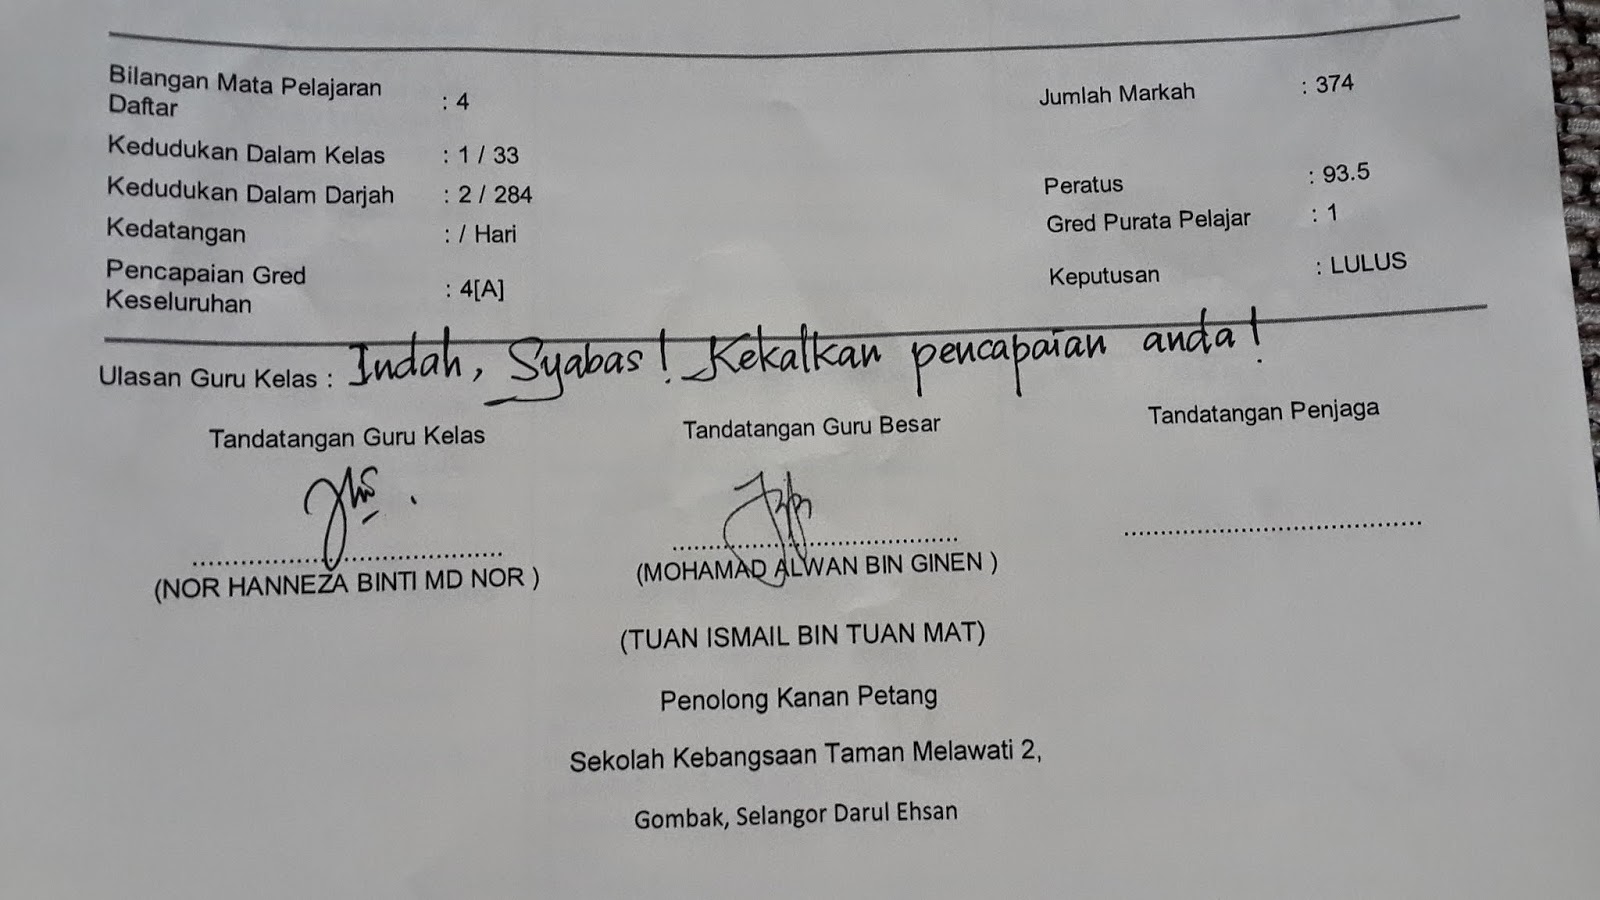 Bilangan Mata Pelajaran Daftar : 4 Jumlah Markah : 374
Kedudukan Dalam Kelas : 1 / 33
Kedudukan Dalam Darjah : 2 / 284 Peratus : 93.5
Kedatangan : / Hari Gred Purata Pelajar : 1
Pencapaian Gred Keseluruhan : 4[A] Keputusan : LULUS
Ulasan Guru Kelas : Indah, Syabas! Kekalkan pencapaian anda!
Tandatangan Guru Kelas Tandatangan Guru Besar Tandatangan Penjaga
(NOR HANNEZA BINTI MD NOR ) (MOHAMAD ALWAN BIN GINEN )
(TUAN ISMAIL BIN TUAN MAT)
Penolong Kanan Petang
Sekolah Kebangsaan Taman Melawati 2,
Gombak, Selangor Darul Ehsan